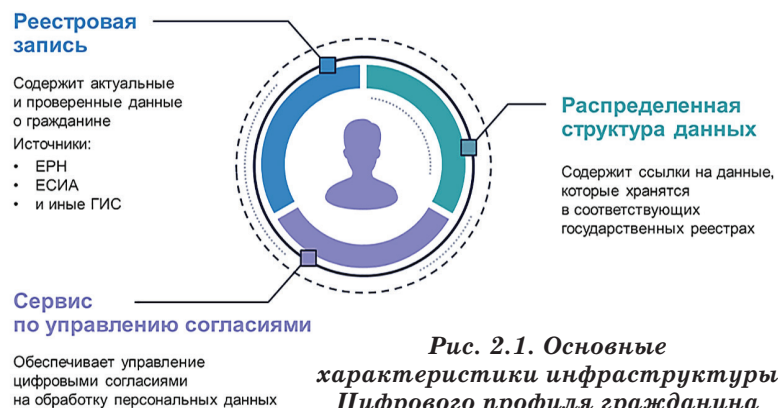 Реестровая
запись
Содержит актуальные
и проверенные данные
о гражданине
Источники:
• ЕРН
• ЕСИА
• и иные ГИС
Распределенная
структура данных
Содержит ссылки на данные,
которые хранятся
в соответствующих
государственных реестрах
Сервис
по управлению согласиями
Обеспечивает управление
цифровыми согласиями
на обработку персональных данных
Рис. 2.1. Основные
характеристики инфраструктуры
Цифрового профиля гражданина